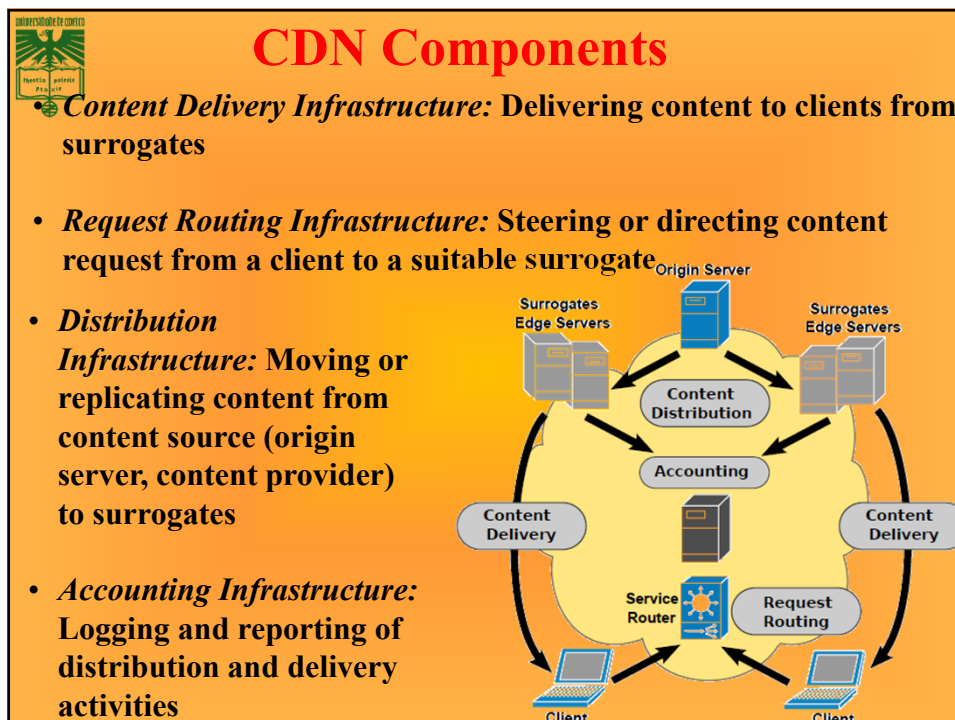 universidade de coimbra
CDN Components
• Content Delivery Infrastructure: Delivering content to clients from
surrogates
• Request Routing Infrastructure: Steering or directing content
request from a client to a suitable surrogate
• Distribution
Infrastructure: Moving or
replicating content from
content source (origin
server, content provider)
to surrogates
• Accounting Infrastructure:
Logging and reporting of
distribution and delivery
activities
Origin Server
Surrogates
Edge Servers
Surrogates
Edge Servers
Content
Distribution
Accounting
Content
Delivery
Content
Delivery
Service
Router
Request
Routing
Client
Client